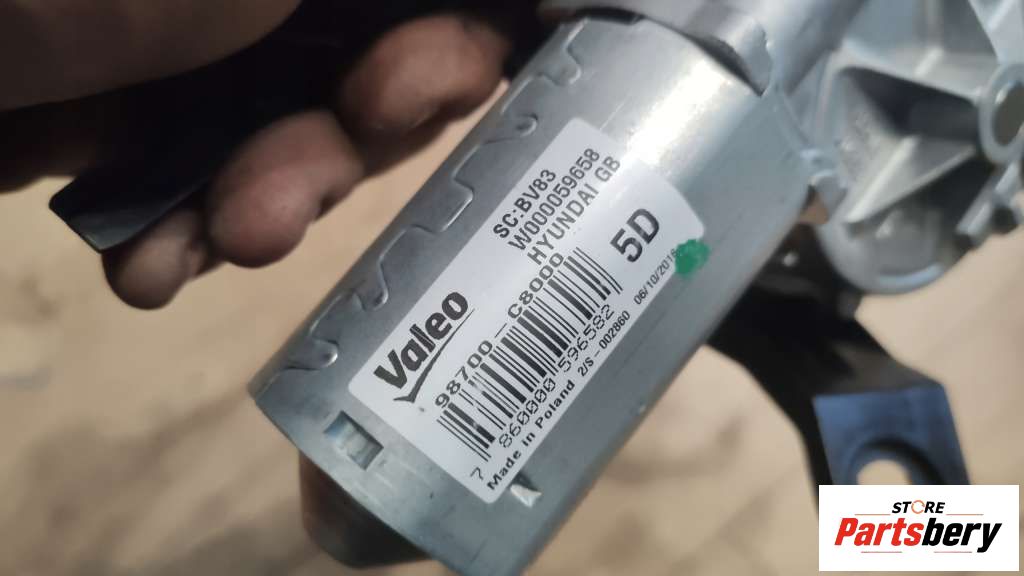 Valeo
SC:BV83
W000059658
HYUNDAI GB
98700-C8000
5D
7 860000 596582
Made in Poland 2/S-002860 06/10/2016
STORE
Partsbery